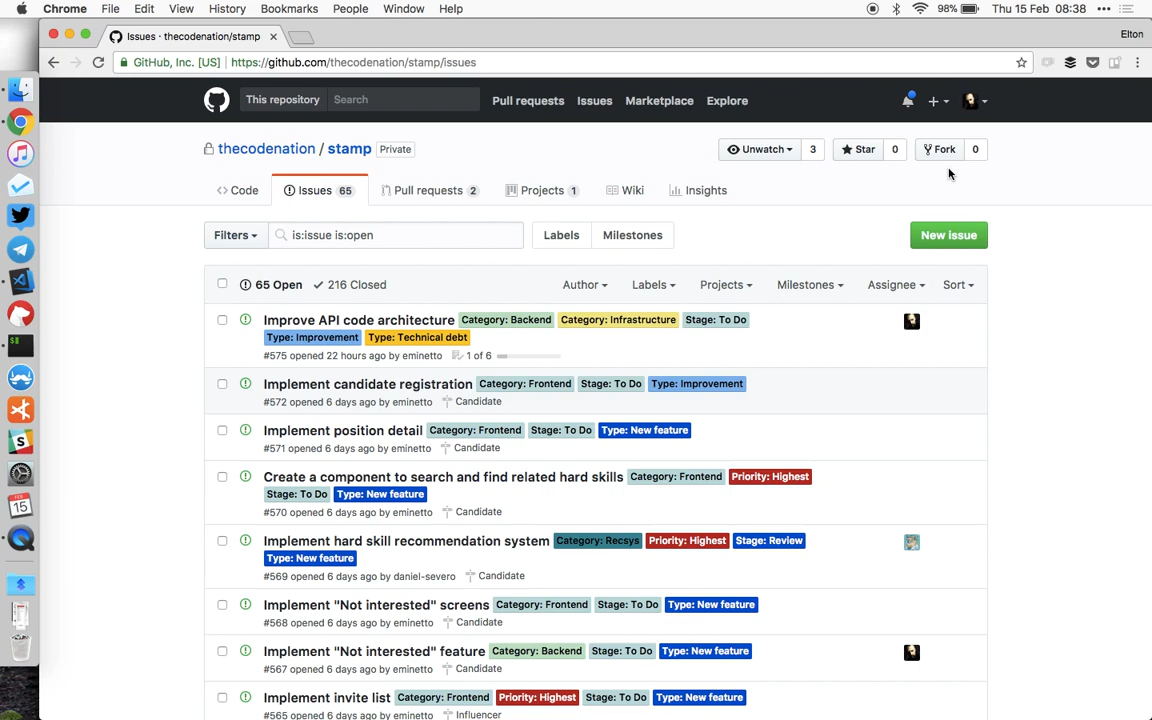 Chrome File Edit View History Bookmarks People Window Help 98% Thu 15 Feb 08:38
Issues · thecodenation/stamp Elton
GitHub, Inc. [US] https://github.com/thecodenation/stamp/issues
This repository Search Pull requests Issues Marketplace Explore
thecodenation / stamp Private Unwatch 3 Star 0 Fork 0
Code Issues 65 Pull requests 2 Projects 1 Wiki Insights
Filters is:issue is:open Labels Milestones New issue
65 Open 216 Closed Author Labels Projects Milestones Assignee Sort
Improve API code architecture Category: Backend Category: Infrastructure Stage: To Do
Type: Improvement Type: Technical debt
#575 opened 22 hours ago by eminetto 1 of 6
Implement candidate registration Category: Frontend Stage: To Do Type: Improvement
#572 opened 6 days ago by eminetto Candidate
Implement position detail Category: Frontend Stage: To Do Type: New feature
#571 opened 6 days ago by eminetto Candidate
Create a component to search and find related hard skills Category: Frontend Priority: Highest
Stage: To Do Type: New feature
#570 opened 6 days ago by eminetto Candidate
Implement hard skill recommendation system Category: Recsys Priority: Highest Stage: Review
Type: New feature
#569 opened 6 days ago by daniel-severo Candidate
Implement "Not interested" screens Category: Frontend Stage: To Do Type: New feature
#568 opened 6 days ago by eminetto Candidate
Implement "Not interested" feature Category: Backend Stage: To Do Type: New feature
#567 opened 6 days ago by eminetto Candidate
Implement invite list Category: Frontend Priority: Highest Stage: To Do Type: New feature
#565 opened 6 days ago by eminetto Influencer
FEB
15